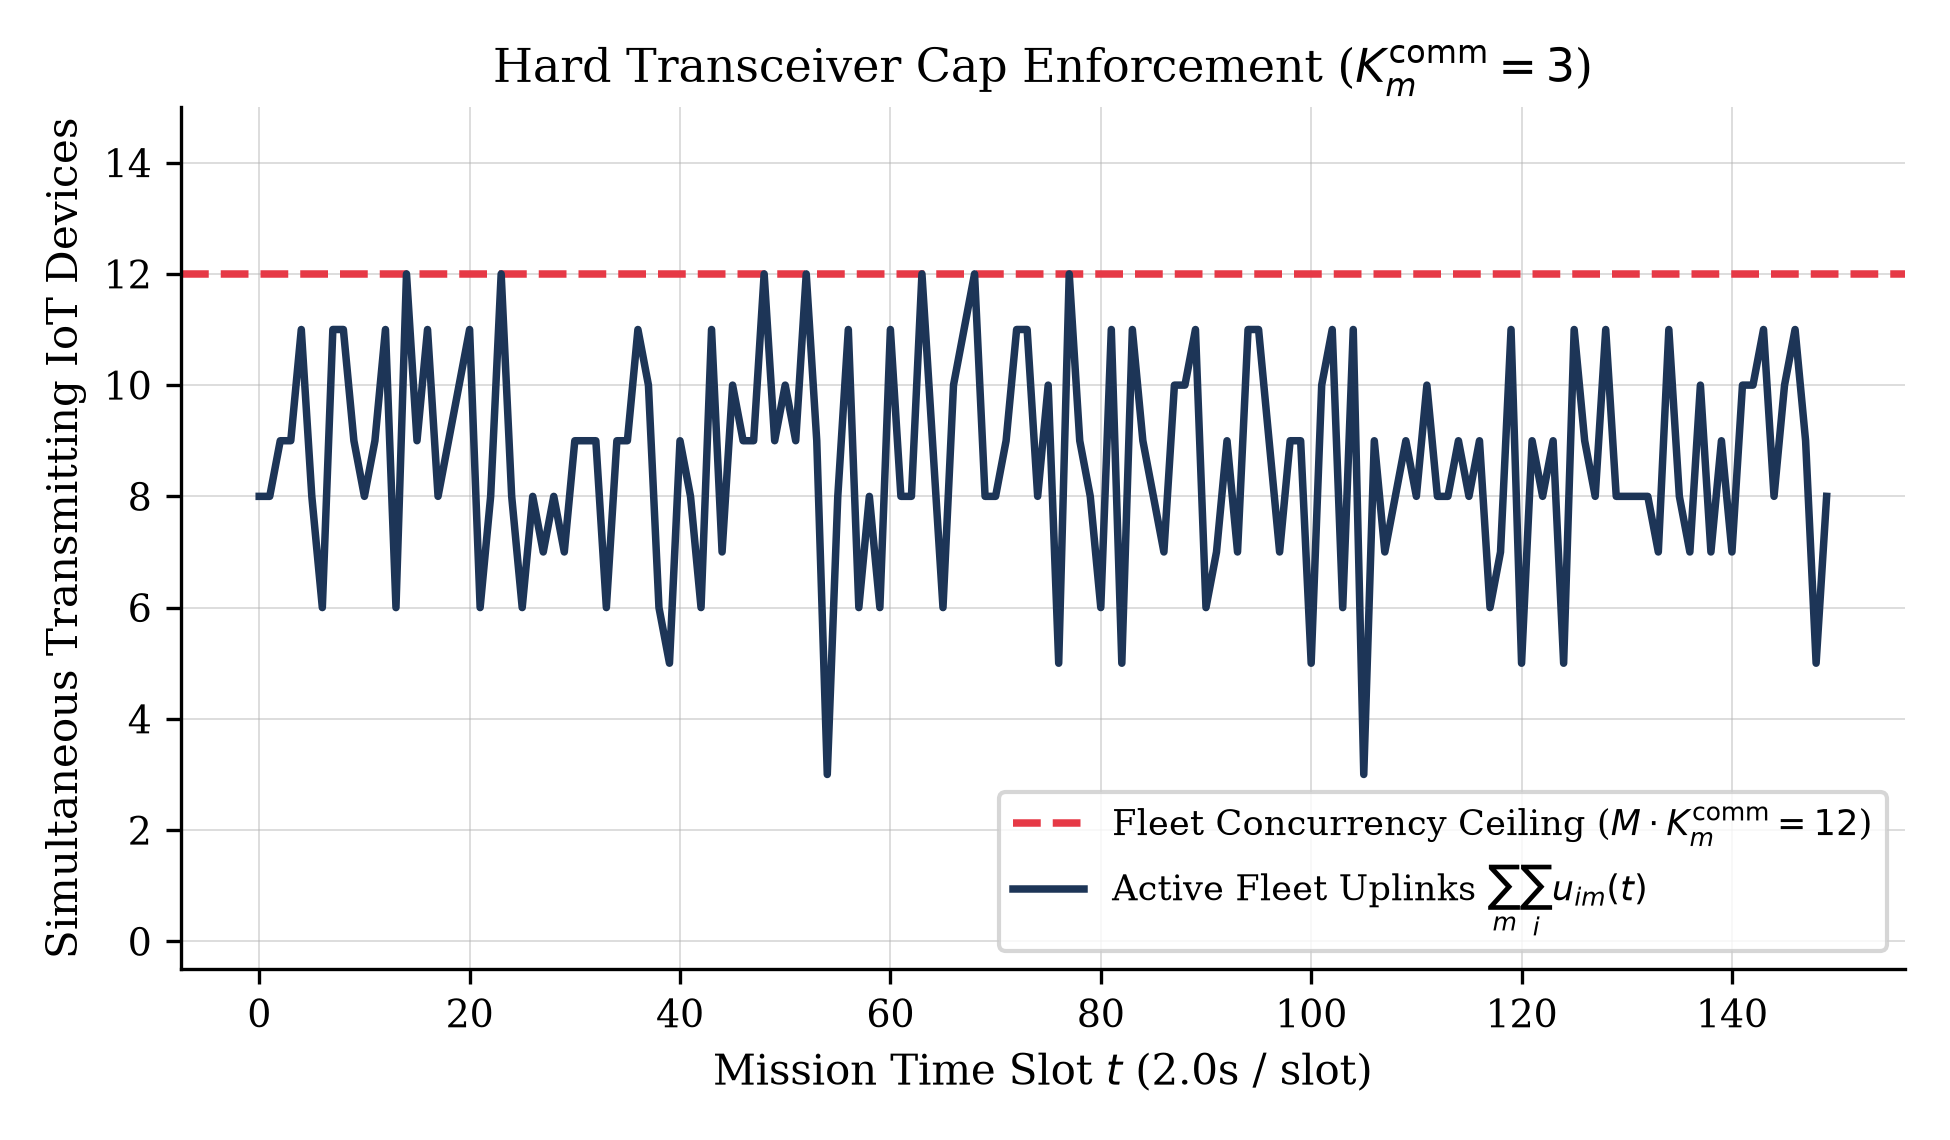 Hard Transceiver Cap Enforcement ($K_m^{\mathrm{comm}} = 3$)
Simultaneous Transmitting IoT Devices
14
12
10
8
6
4
2
0
Fleet Concurrency Ceiling ($M \cdot K_m^{\mathrm{comm}} = 12$)
Active Fleet Uplinks $\sum_m \sum_i u_{im}(t)$
0 20 40 60 80 100 120 140
Mission Time Slot $t$ (2.0s / slot)